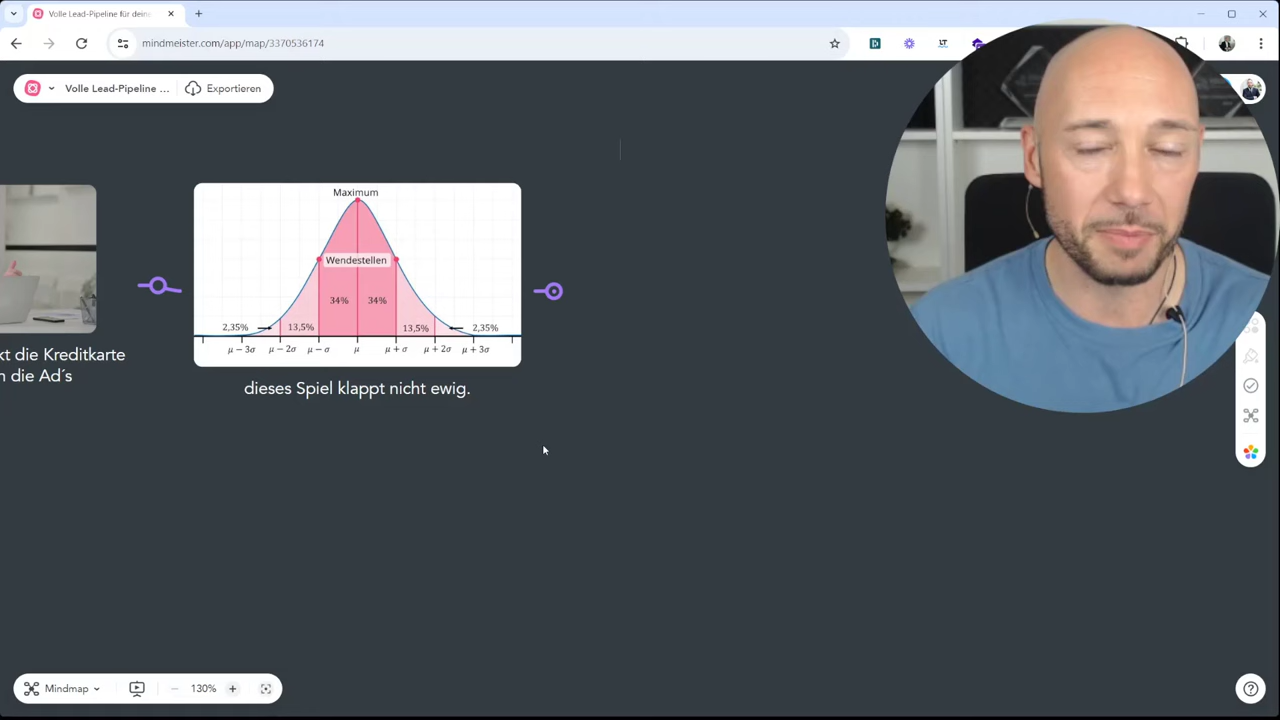 Volle Lead-Pipeline für deine
mindmeister.com/app/map/3370536174
LT
Volle Lead-Pipeline ...
Exportieren
Maximum
Wendestellen
34% 34%
2,35% 13,5% 13,5% 2,35%
μ − 3σ μ − 2σ μ − σ μ μ + σ μ + 2σ μ + 3σ
kt die Kreditkarte
n die Ad´s
dieses Spiel klappt nicht ewig.
Mindmap
130%